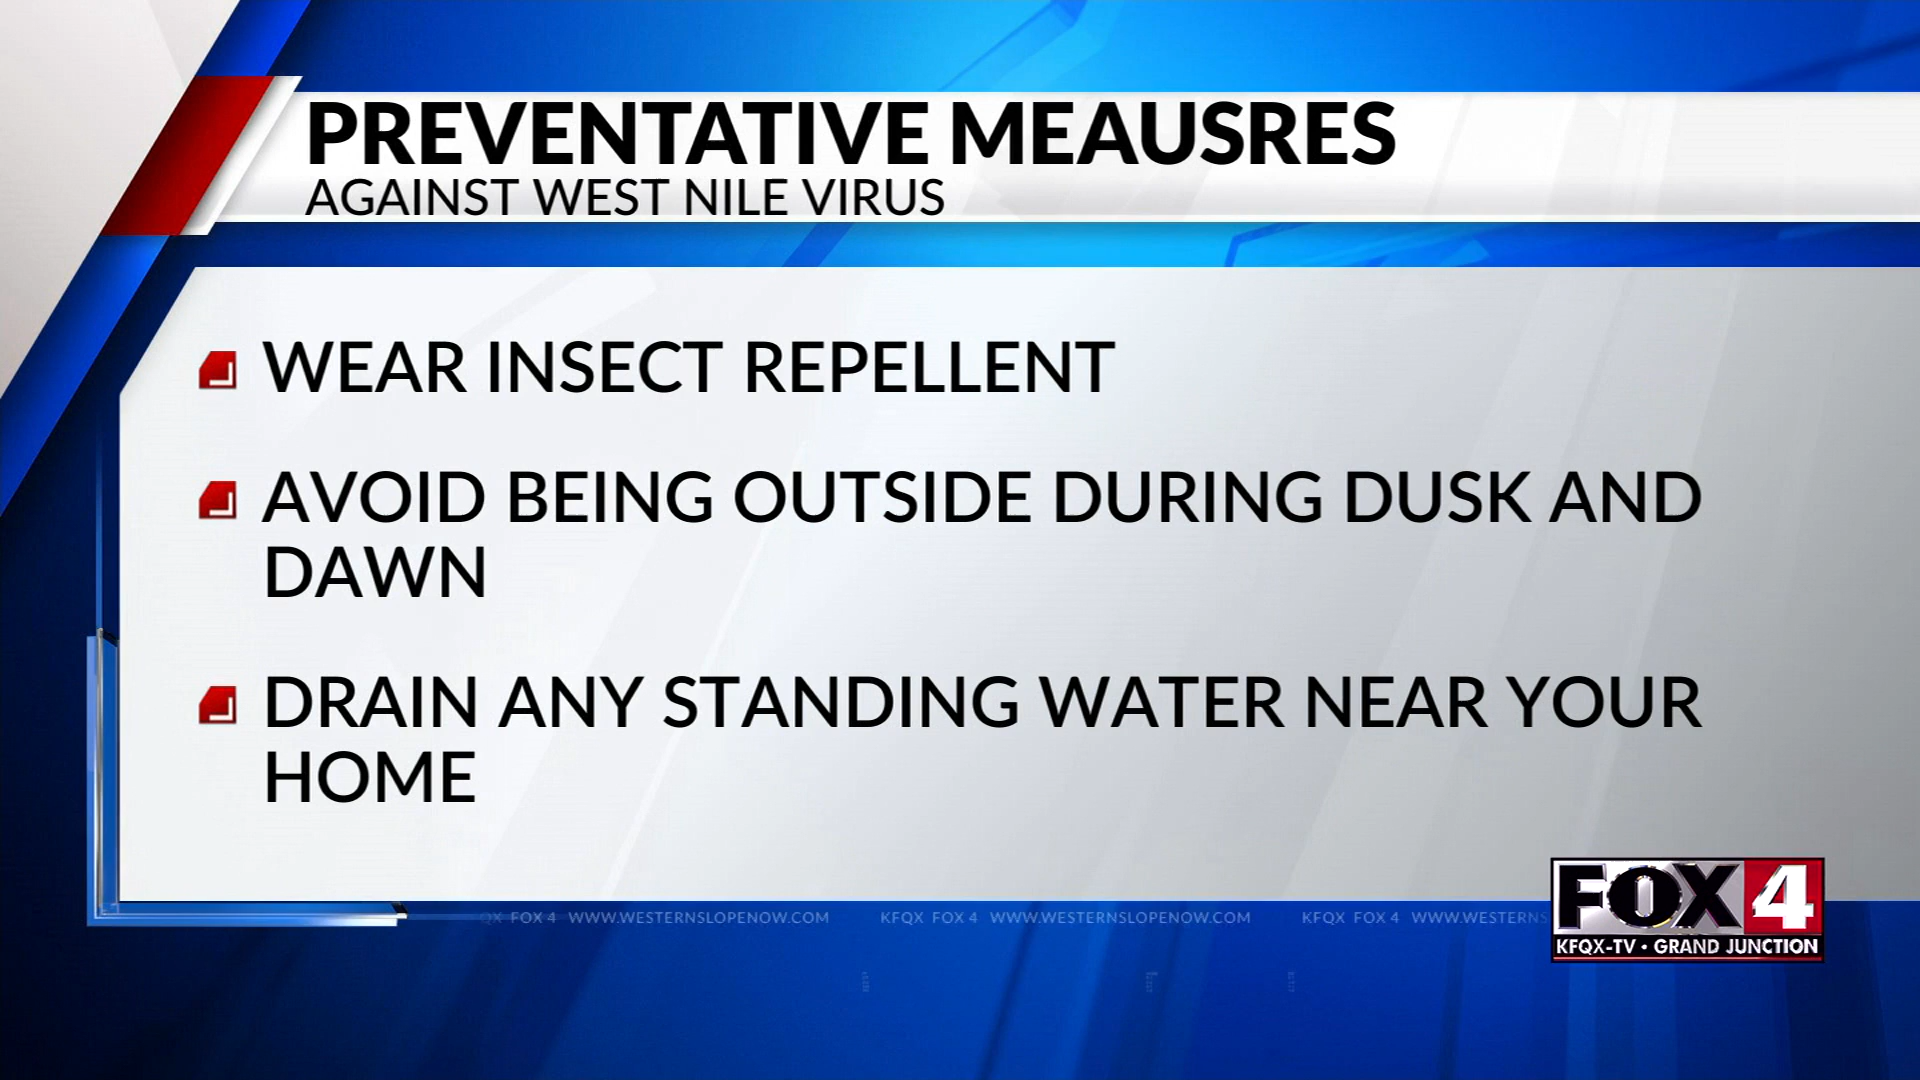 PREVENTATIVE MEAUSRES
AGAINST WEST NILE VIRUS
WEAR INSECT REPELLENT
AVOID BEING OUTSIDE DURING DUSK AND
DAWN
DRAIN ANY STANDING WATER NEAR YOUR
HOME
FOX 4 WWW.WESTERNSLOPENOW.COM KFQX FOX 4 WWW.WESTERNSLOPENOW.COM KFQX FOX 4
FOX 4
KFQX-TV • GRAND JUNCTION